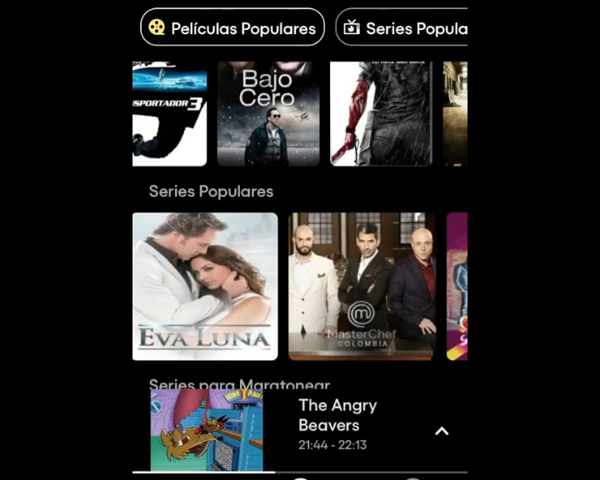 Películas Populares
Series Popula
SPORTADOR 3
Bajo
Cero
Series Populares
EVA LUNA
MasterChef
COLOMBIA
Series para Maratonear
The Angry
Beavers
21:44 - 22:13